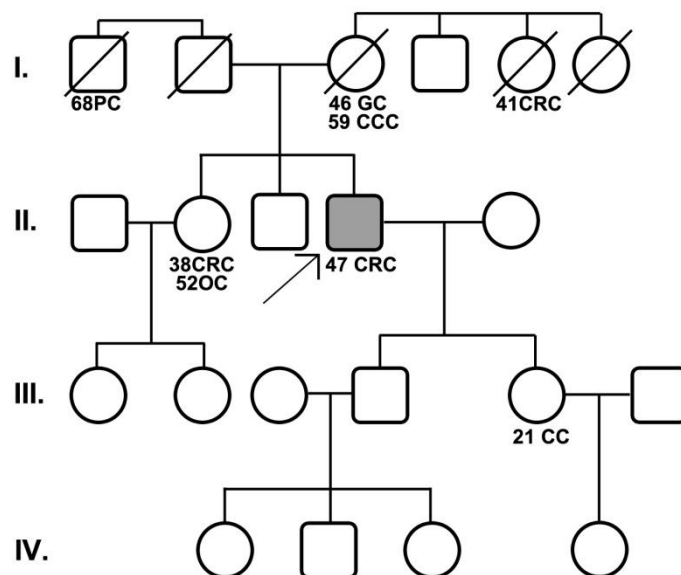 I.
68PC
46 GC
59 CCC
41CRC
II.
38CRC
52OC
47 CRC
III.
21 CC
IV.